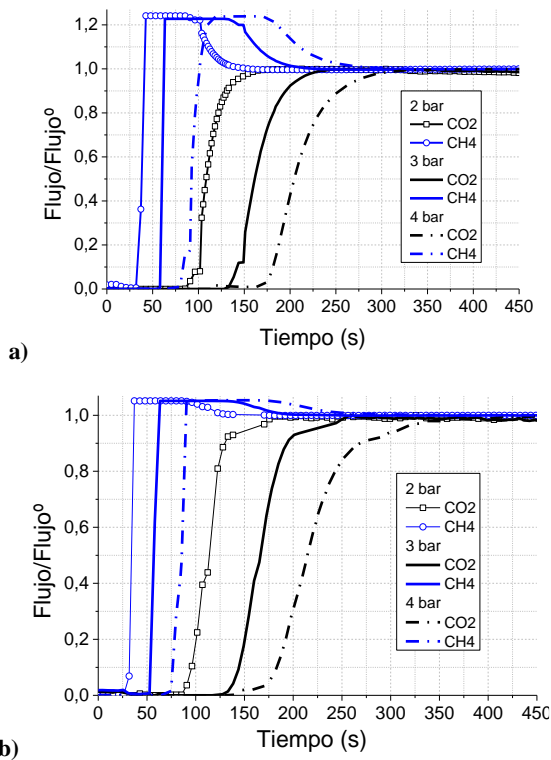 1,2
1,0
0,8
0,6
0,4
0,2
0,0
Flujo/Flujo⁰
2 bar
CO2
CH4
3 bar
CO2
CH4
4 bar
CO2
CH4
0 50 100 150 200 250 300 350 400 450
Tiempo (s)
a)
1,0
0,8
0,6
0,4
0,2
0,0
Flujo/Flujo⁰
2 bar
CO2
CH4
3 bar
CO2
CH4
4 bar
CO2
CH4
0 50 100 150 200 250 300 350 400 450
Tiempo (s)
b)